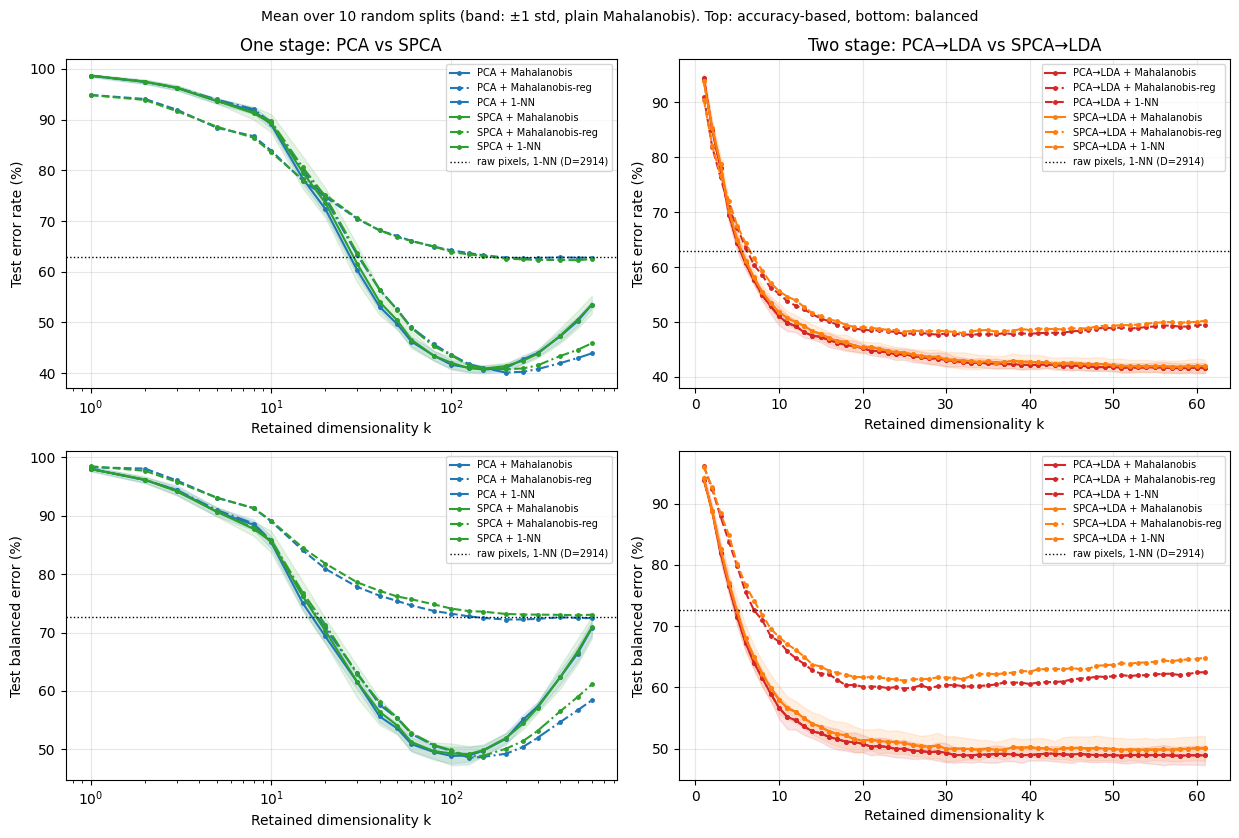 Mean over 10 random splits (band: ±1 std, plain Mahalanobis). Top: accuracy-based, bottom: balanced
One stage: PCA vs SPCA
Test error rate (%)
100
90
80
70
60
50
40
PCA + Mahalanobis
PCA + Mahalanobis-reg
PCA + 1-NN
SPCA + Mahalanobis
SPCA + Mahalanobis-reg
SPCA + 1-NN
raw pixels, 1-NN (D=2914)
10⁰ 10¹ 10²
Retained dimensionality k
Two stage: PCA→LDA vs SPCA→LDA
Test error rate (%)
90
80
70
60
50
40
PCA→LDA + Mahalanobis
PCA→LDA + Mahalanobis-reg
PCA→LDA + 1-NN
SPCA→LDA + Mahalanobis
SPCA→LDA + Mahalanobis-reg
SPCA→LDA + 1-NN
raw pixels, 1-NN (D=2914)
0 10 20 30 40 50 60
Retained dimensionality k
Test balanced error (%)
100
90
80
70
60
50
PCA + Mahalanobis
PCA + Mahalanobis-reg
PCA + 1-NN
SPCA + Mahalanobis
SPCA + Mahalanobis-reg
SPCA + 1-NN
raw pixels, 1-NN (D=2914)
10⁰ 10¹ 10²
Retained dimensionality k
Test balanced error (%)
90
80
70
60
50
PCA→LDA + Mahalanobis
PCA→LDA + Mahalanobis-reg
PCA→LDA + 1-NN
SPCA→LDA + Mahalanobis
SPCA→LDA + Mahalanobis-reg
SPCA→LDA + 1-NN
raw pixels, 1-NN (D=2914)
0 10 20 30 40 50 60
Retained dimensionality k